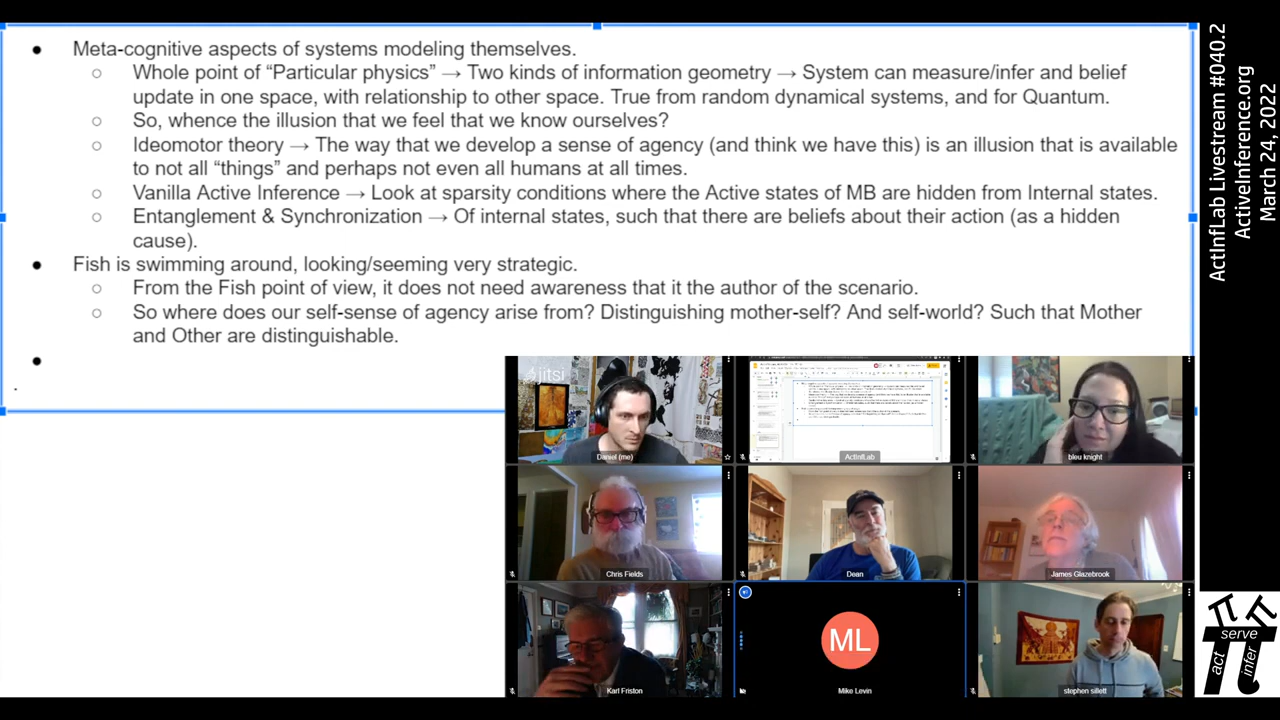 Meta-cognitive aspects of systems modeling themselves.
Whole point of “Particular physics” → Two kinds of information geometry → System can measure/infer and belief
update in one space, with relationship to other space. True from random dynamical systems, and for Quantum.
So, whence the illusion that we feel that we know ourselves?
Ideomotor theory → The way that we develop a sense of agency (and think we have this) is an illusion that is available
to not all “things” and perhaps not even all humans at all times.
Vanilla Active Inference → Look at sparsity conditions where the Active states of MB are hidden from Internal states.
Entanglement & Synchronization → Of internal states, such that there are beliefs about their action (as a hidden
cause).
Fish is swimming around, looking/seeming very strategic.
From the Fish point of view, it does not need awareness that it the author of the scenario.
So where does our self-sense of agency arise from? Distinguishing mother-self? And self-world? Such that Mother
and Other are distinguishable.
jitsi
Daniel (me)
ActInfLab
bleu knight
Chris Fields
Dean
James Glazebrook
Karl Friston
ML
Mike Levin
stephen sillett
ActInfLab Livestream #040.2
ActiveInference.org
March 24, 2022
serve
act
infer